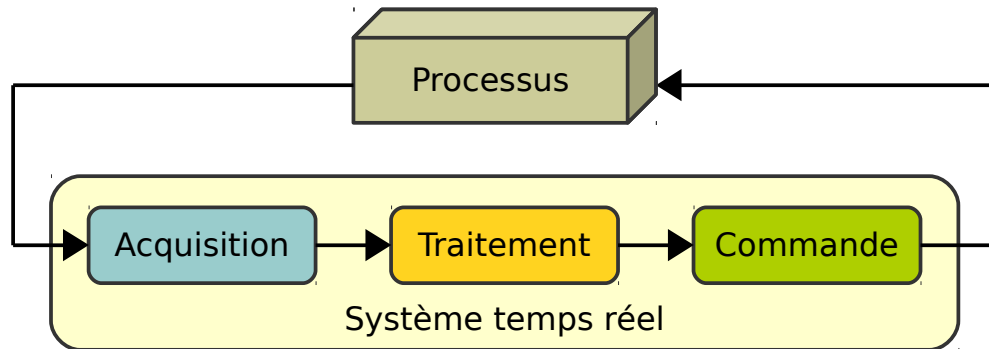 Processus
Acquisition
Traitement
Commande
Système temps réel